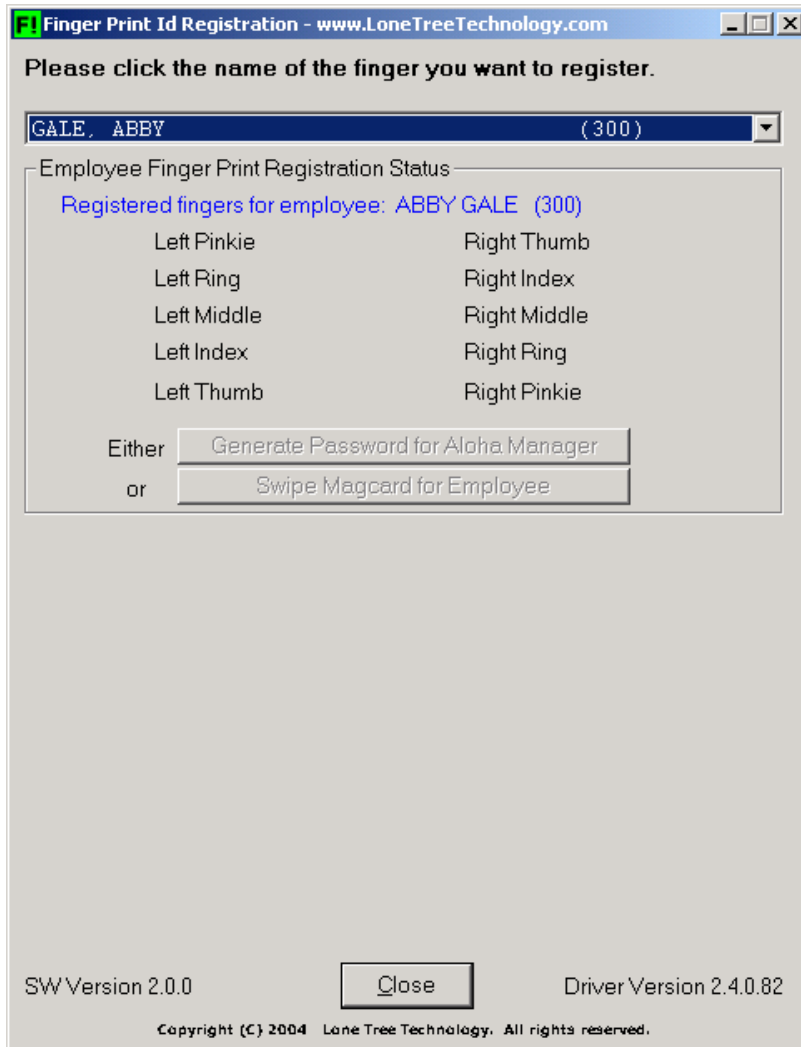 F! Finger Print Id Registration - www.LoneTreeTechnology.com
Please click the name of the finger you want to register.
GALE, ABBY (300)
Employee Finger Print Registration Status
Registered fingers for employee: ABBY GALE (300)
Left Pinkie Right Thumb
Left Ring Right Index
Left Middle Right Middle
Left Index Right Ring
Left Thumb Right Pinkie
Either Generate Password for Aloha Manager
or Swipe Magcard for Employee
SW Version 2.0.0 Close Driver Version 2.4.0.82
Copyright (C) 2004 Lone Tree Technology. All rights reserved.